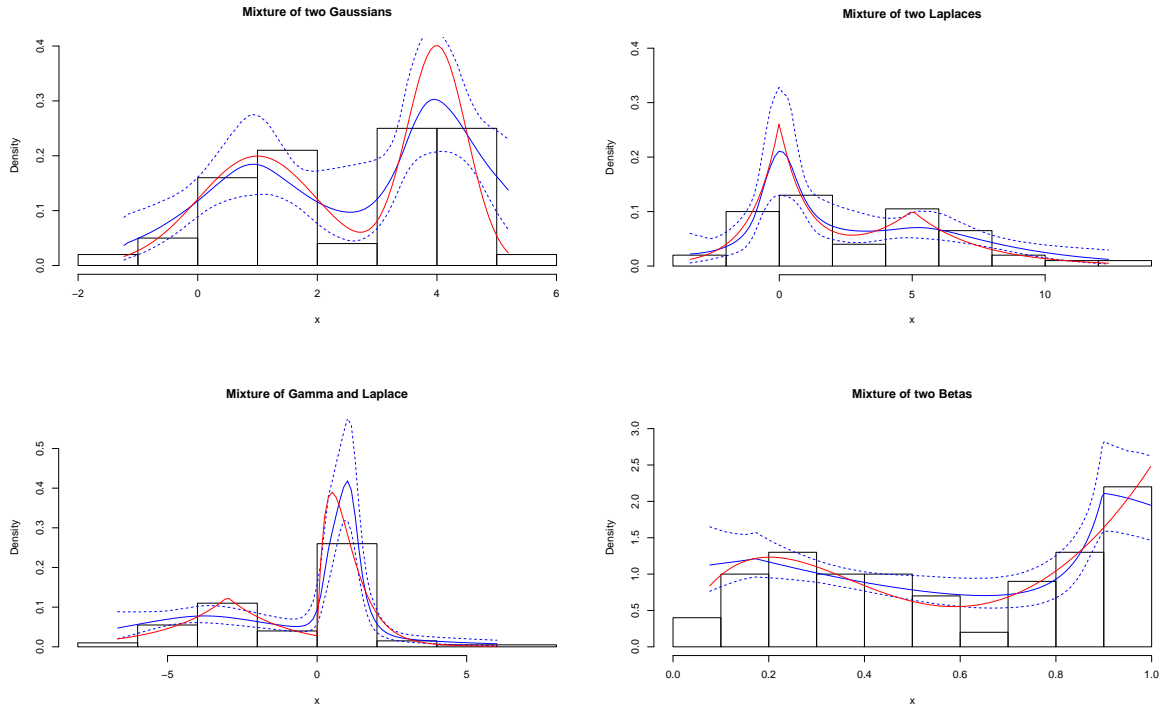 Mixture of two Gaussians
Density
0.0 0.1 0.2 0.3 0.4
−2 0 2 4 6
x
Mixture of two Laplaces
Density
0.0 0.1 0.2 0.3 0.4
0 5 10
x
Mixture of Gamma and Laplace
Density
0.0 0.1 0.2 0.3 0.4 0.5
−5 0 5
x
Mixture of two Betas
Density
0.0 0.5 1.0 1.5 2.0 2.5 3.0
0.0 0.2 0.4 0.6 0.8 1.0
x